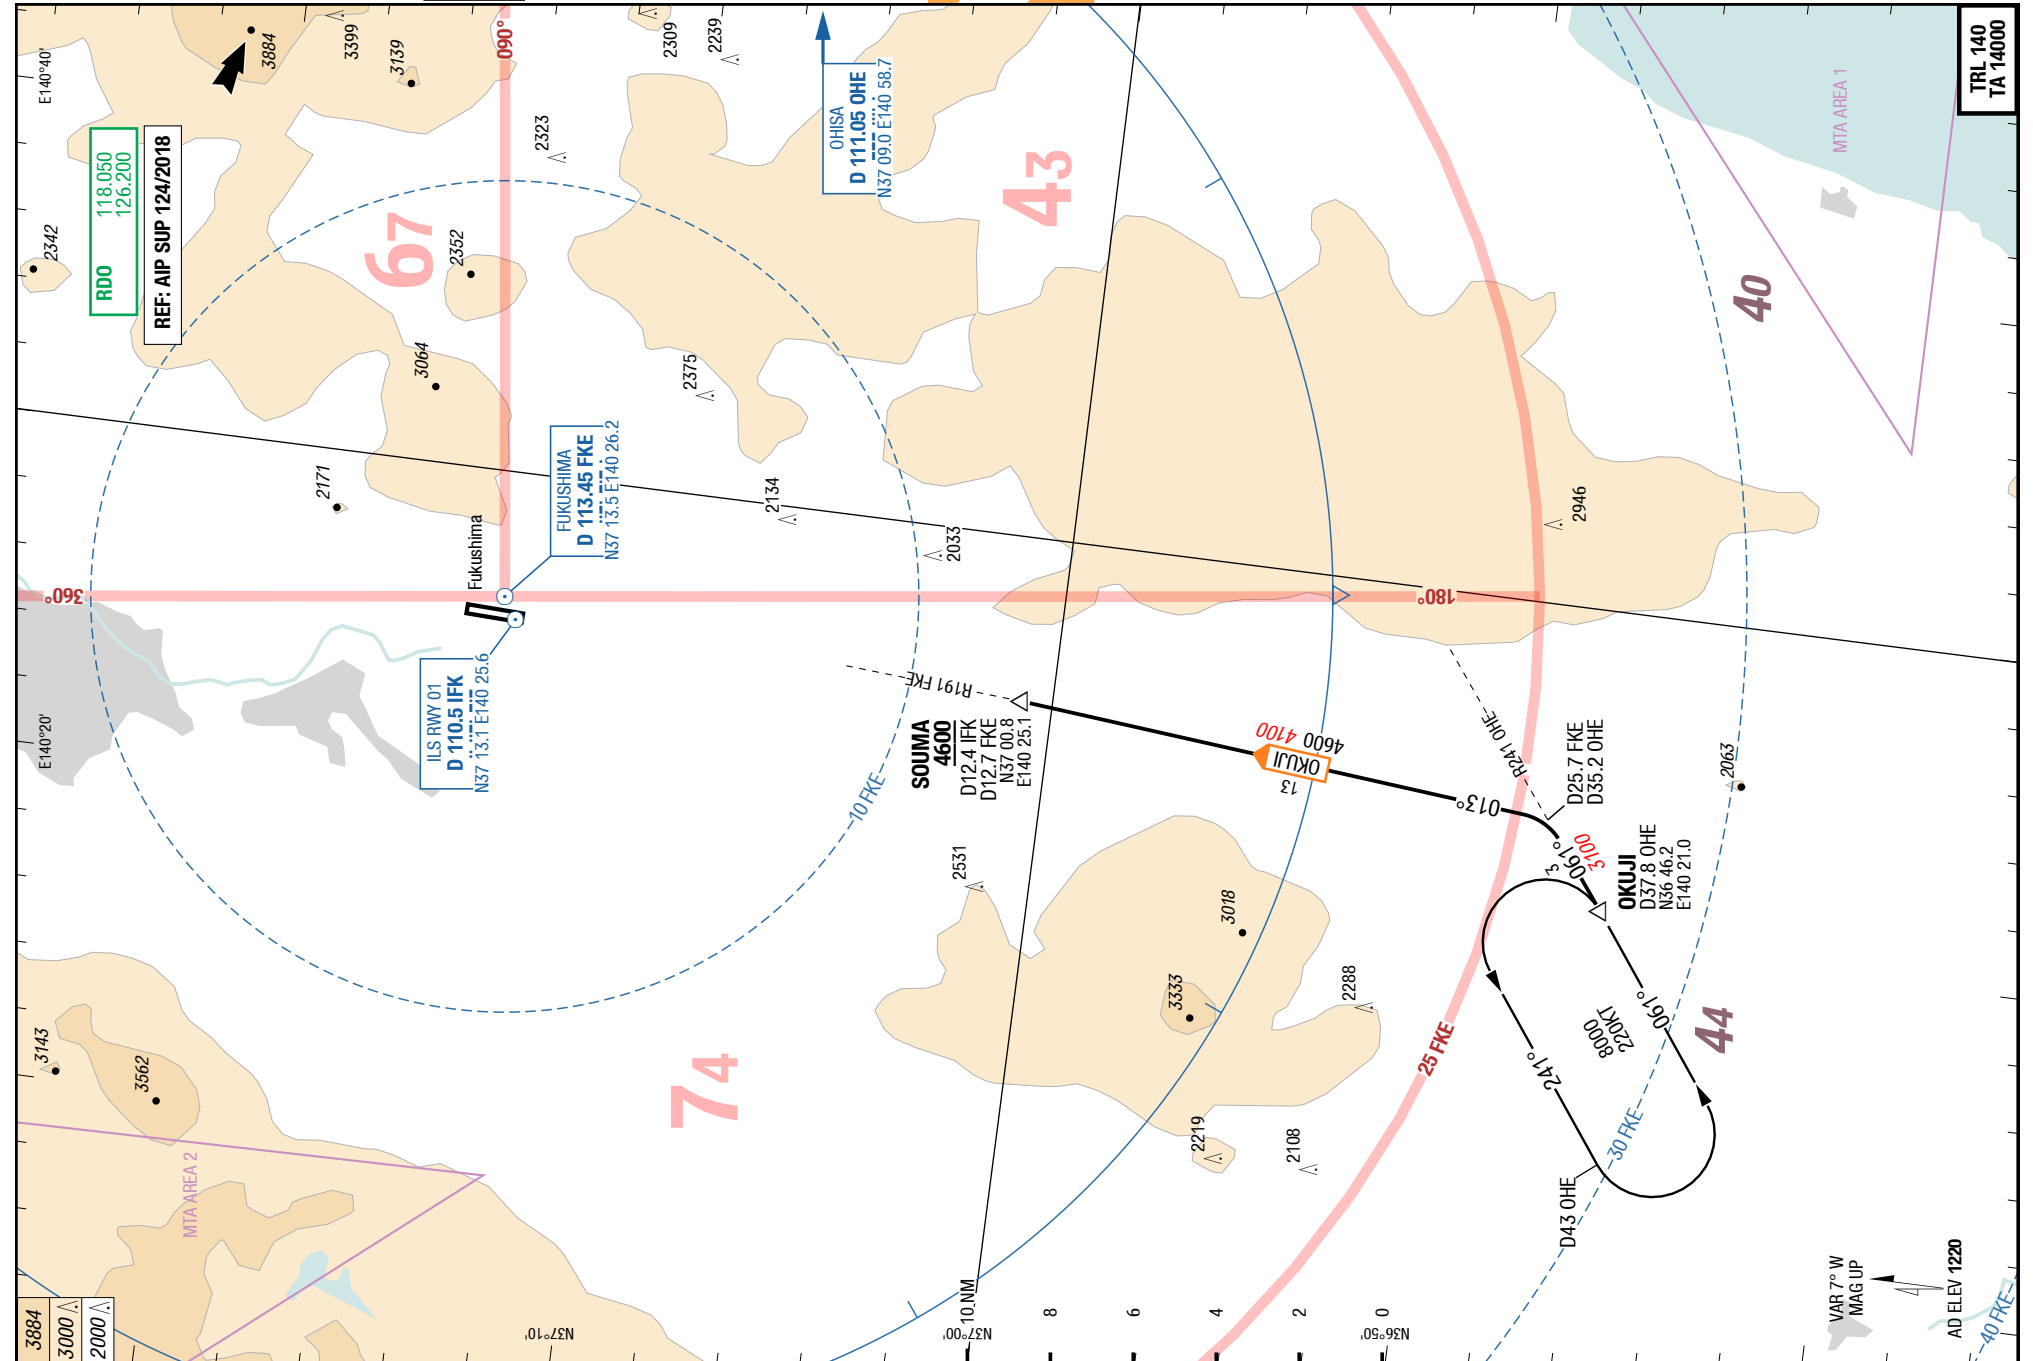 E140°40'
3884
3399
3139
2309
2239
090°
TRL 140
TA 14000
MTA AREA 1
RDO 118.050
126.200
REF: AIP SUP 124/2018
2342
2323
OHISA
D 111.05 OHE
N37 09.0 E140 58.7
43
67
2352
3064
2375
40
2171
Fukushima
FUKUSHIMA
D 113.45 FKE
N37 13.5 E140 26.2
2134
2033
2946
360°
180°
ILS RWY 01
D 110.5 IFK
N37 13.1 E140 25.6
E140°20'
10 FKE
R191 FKE
SOUMA
4600
D12.4 IFK
D12.7 FKE
N37 00.8
E140 25.1
4100
4600
OKUJI
13
013°
R241 OHE
D25.7 FKE
D35.2 OHE
2063
3
061°
3100
OKUJI
D37.8 OHE
N36 46.2
E140 21.0
2531
3018
3333
2288
2219
2108
3143
3562
74
25 FKE
241°
8000
220KT
061°
44
30 FKE
D43 OHE
MTA AREA 2
3884
3000
2000
N37°10'
N37°00'
N36°50'
10 NM
8
6
4
2
0
VAR 7° W
MAG UP
AD ELEV 1220
40 FKE